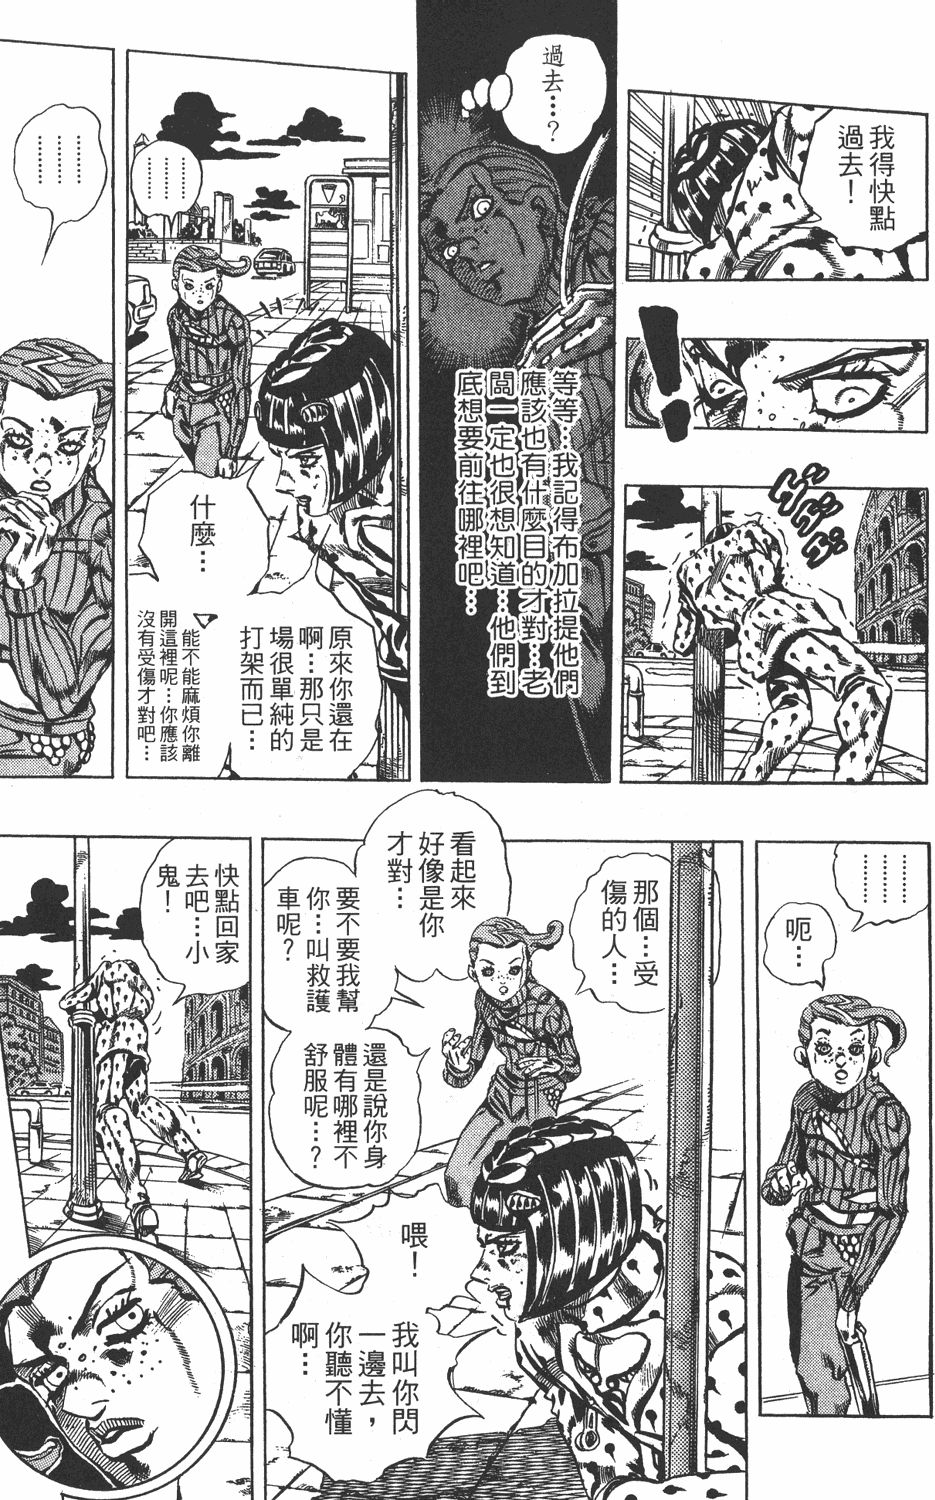 我得快點
過去！
！
ゲゲゲ
過去…？
等等…我記得布加拉提他們
應該也有什麼目的才對…老
闆一定也很想知道…他們到
底想要前往哪裡吧…
什麼…
原來你還在
啊…那只是
場很單純的
打架而已…
能不能麻煩你離
開這裡呢…你應該
沒有受傷才對吧…
………
………
………
………
………
………
呃…
那個…受
傷的人…
看起來
好像是你
才對…
要不要我幫
你…叫救護
車呢？
還是說你身
體有哪裡不
舒服呢…？
喂！
我叫你閃
一邊去，
你聽不懂
啊…
快點回家
去吧…小
鬼！